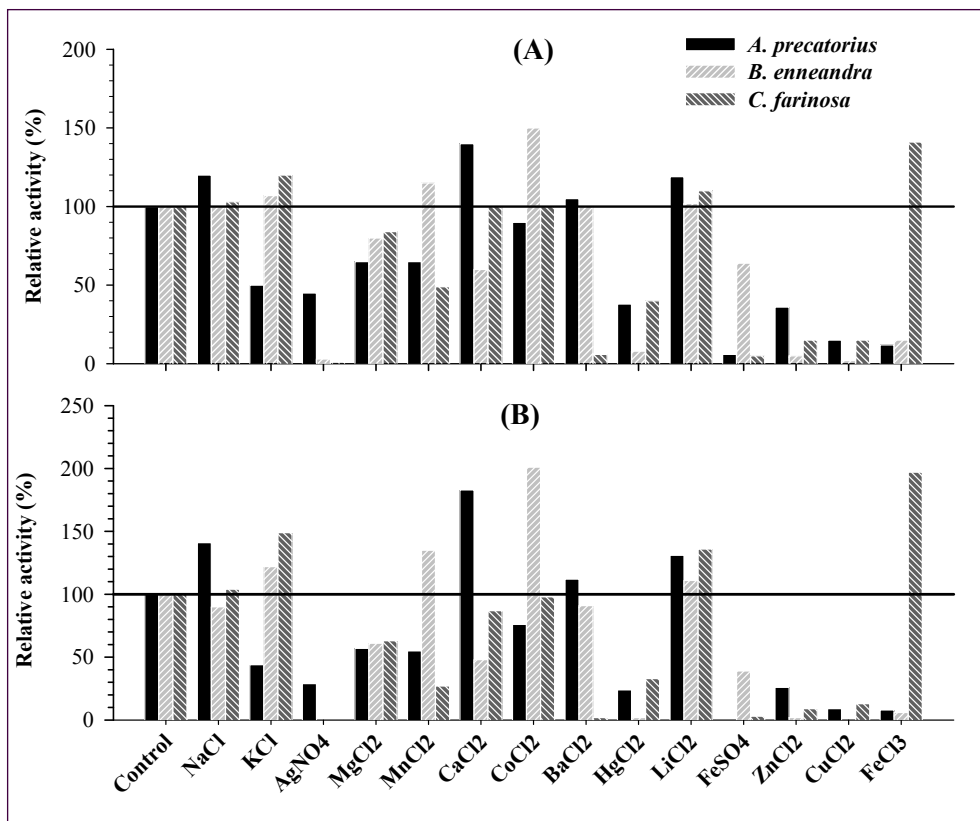 (A)
A. precatorius
B. enneandra
C. farinosa
Relative activity (%)
200
150
100
50
0
(B)
Relative activity (%)
250
200
150
100
50
0
Control
NaCl
KCl
AgNO4
MgCl2
MnCl2
CaCl2
CoCl2
BaCl2
HgCl2
LiCl2
FeSO4
ZnCl2
CuCl2
FeCl3